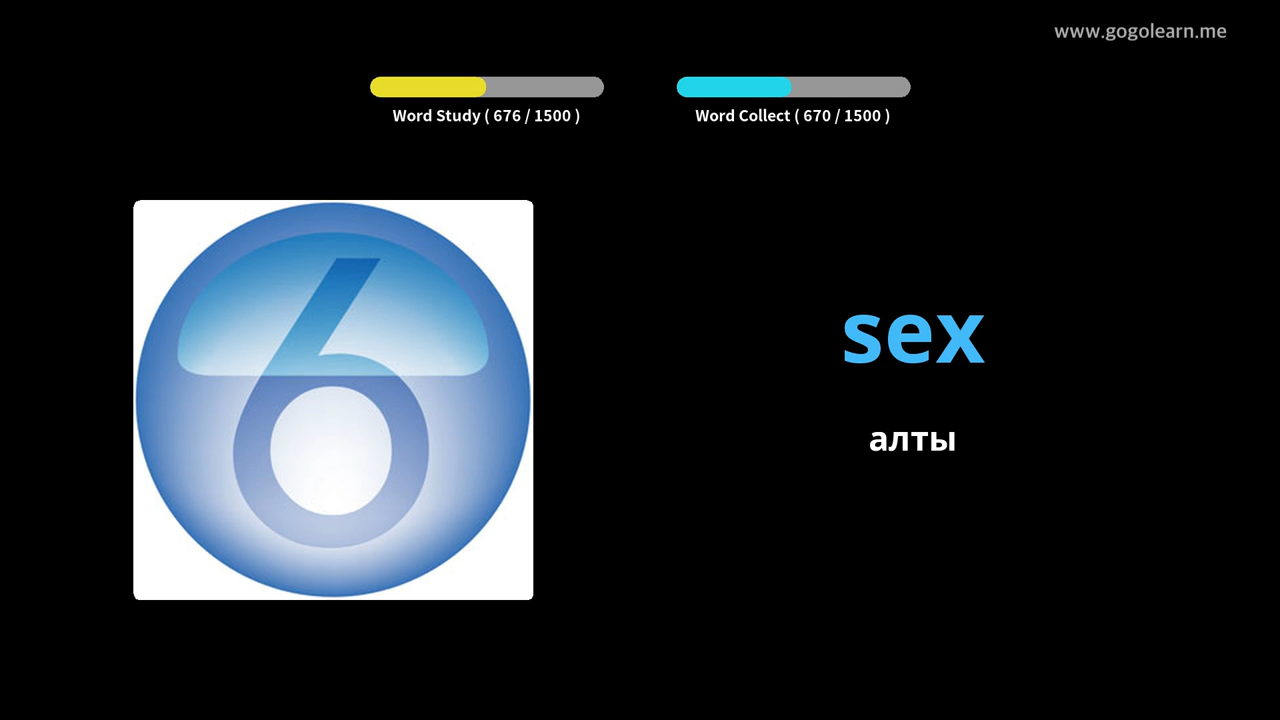 www.gogolearn.me
Word Study ( 676 / 1500 )
Word Collect ( 670 / 1500 )
6
sex
алты